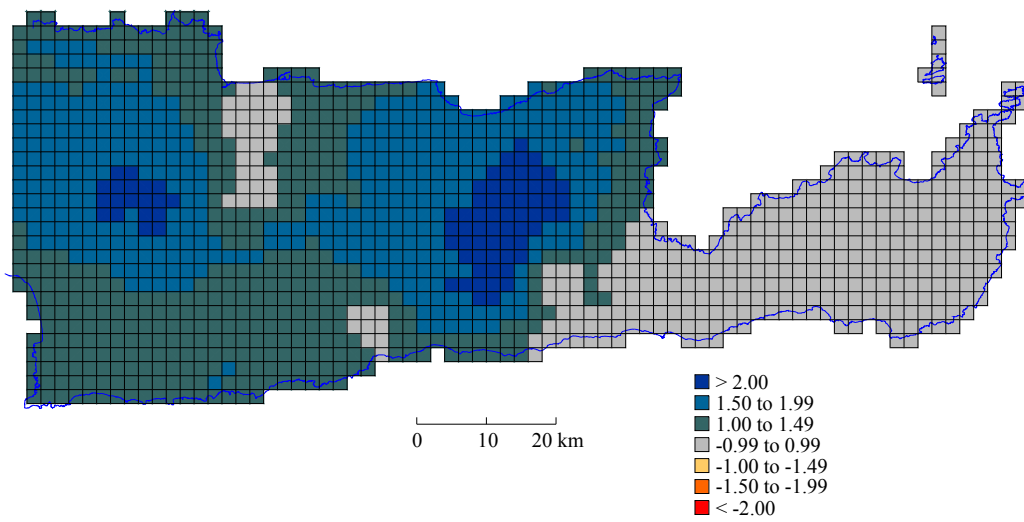 > 2.00
1.50 to 1.99
1.00 to 1.49
-0.99 to 0.99
-1.00 to -1.49
-1.50 to -1.99
< -2.00
0 10 20 km